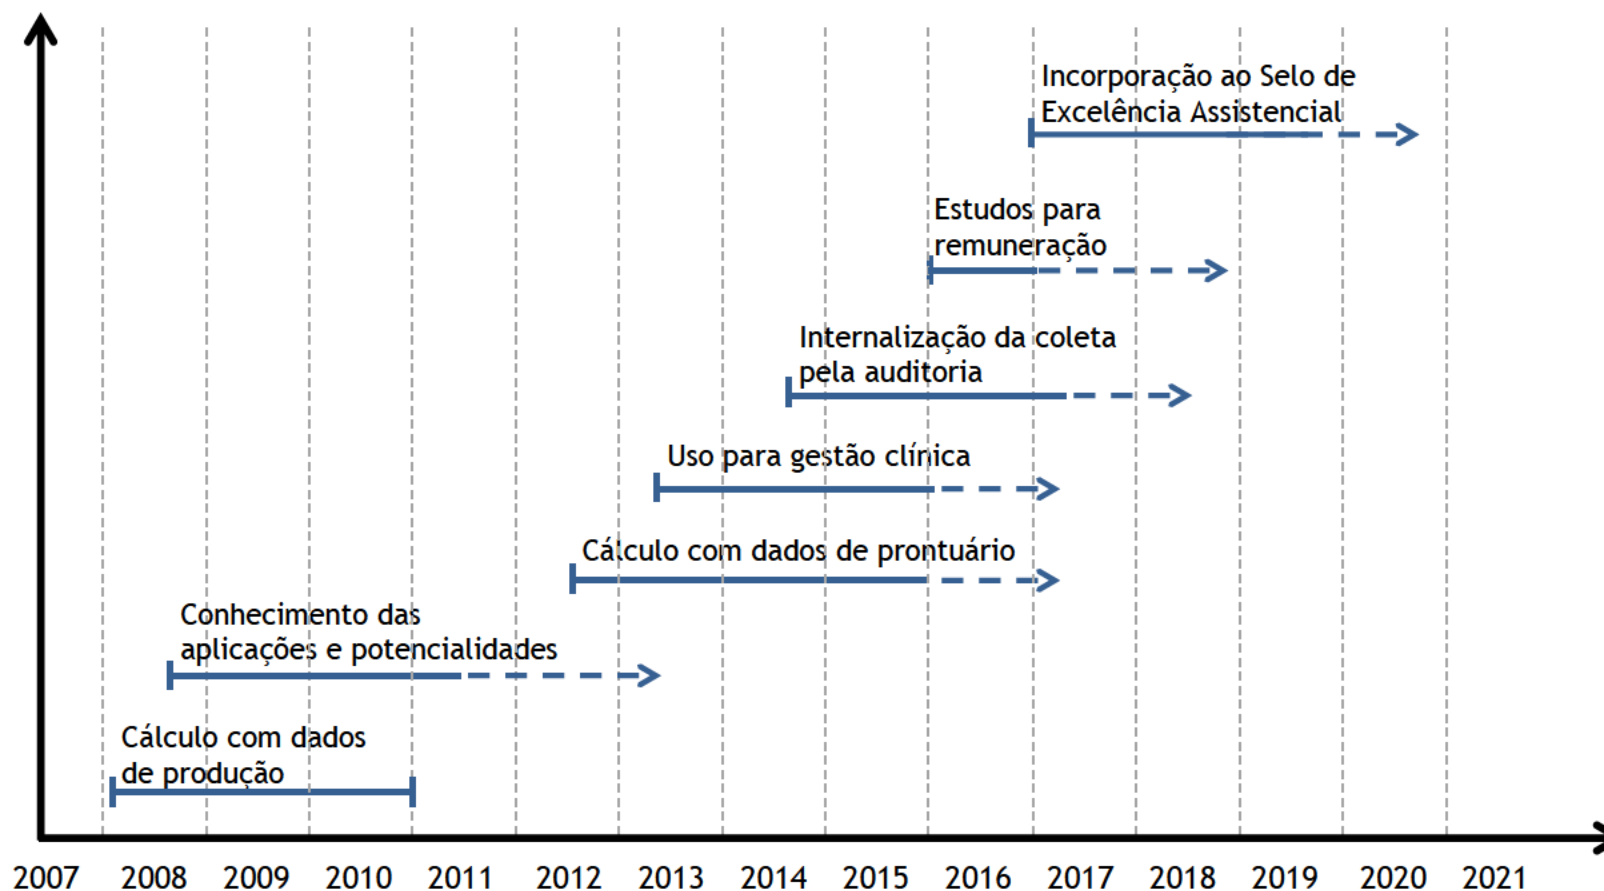 Incorporação ao Selo de
Excelência Assistencial
Estudos para
remuneração
Internalização da coleta
pela auditoria
Uso para gestão clínica
Cálculo com dados de prontuário
Conhecimento das
aplicações e potencialidades
Cálculo com dados
de produção
2007 2008 2009 2010 2011 2012 2013 2014 2015 2016 2017 2018 2019 2020 2021